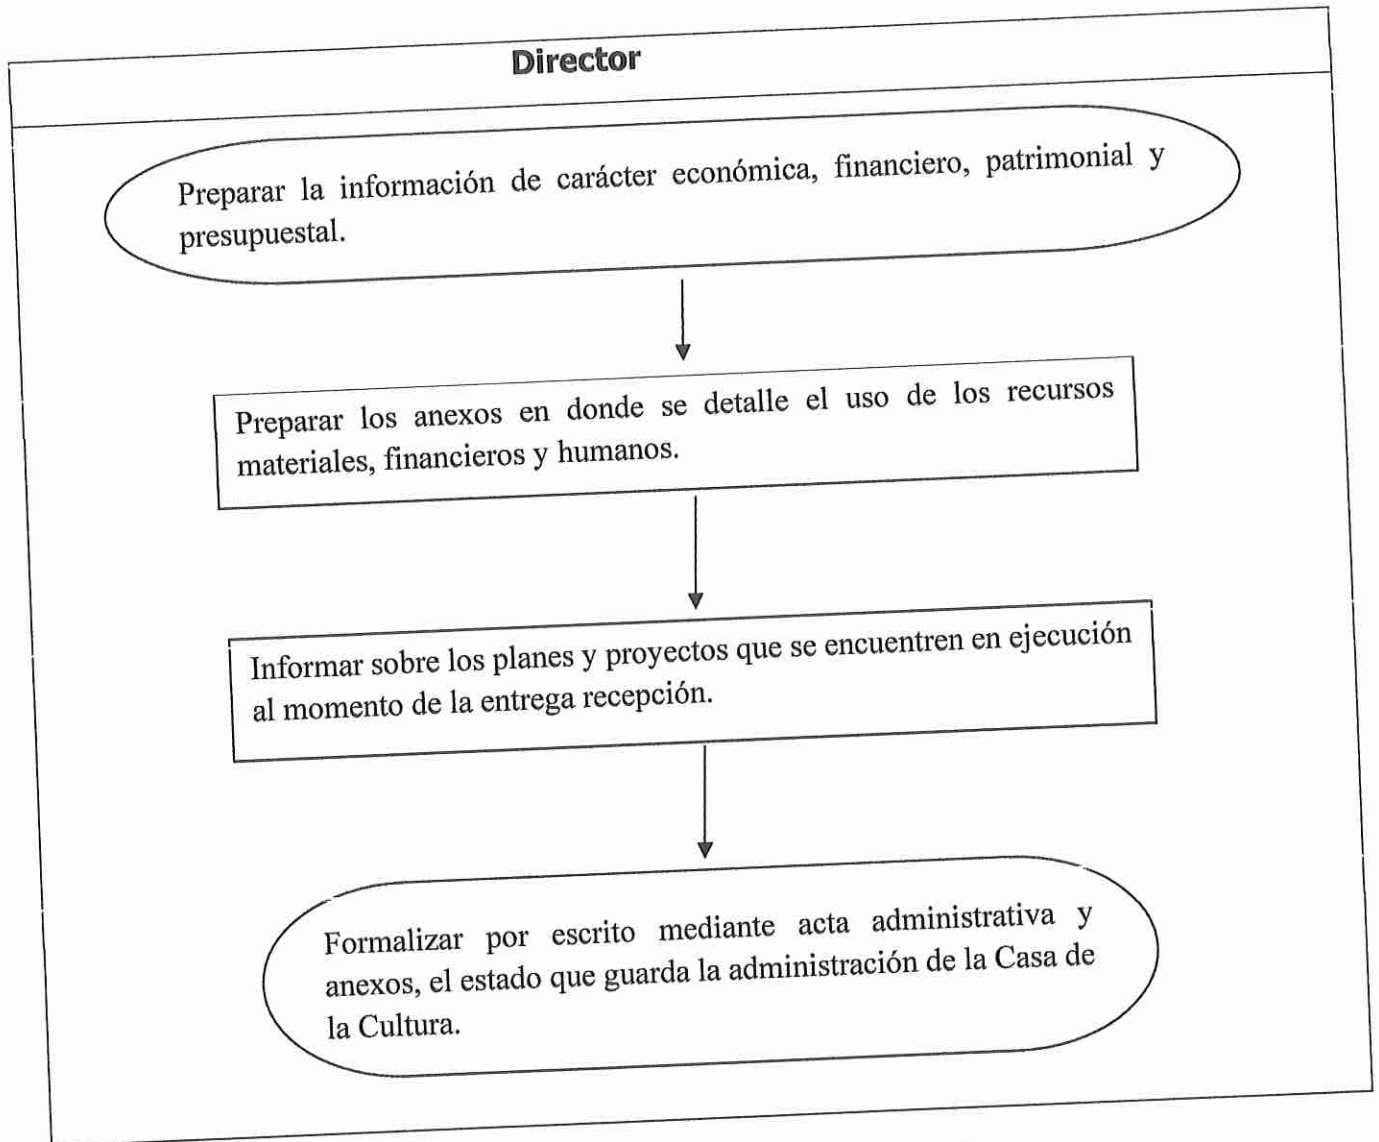 Director
Preparar la información de carácter económica, financiero, patrimonial y
presupuestal.
Preparar los anexos en donde se detalle el uso de los recursos
materiales, financieros y humanos.
Informar sobre los planes y proyectos que se encuentren en ejecución
al momento de la entrega recepción.
Formalizar por escrito mediante acta administrativa y
anexos, el estado que guarda la administración de la Casa de
la Cultura.